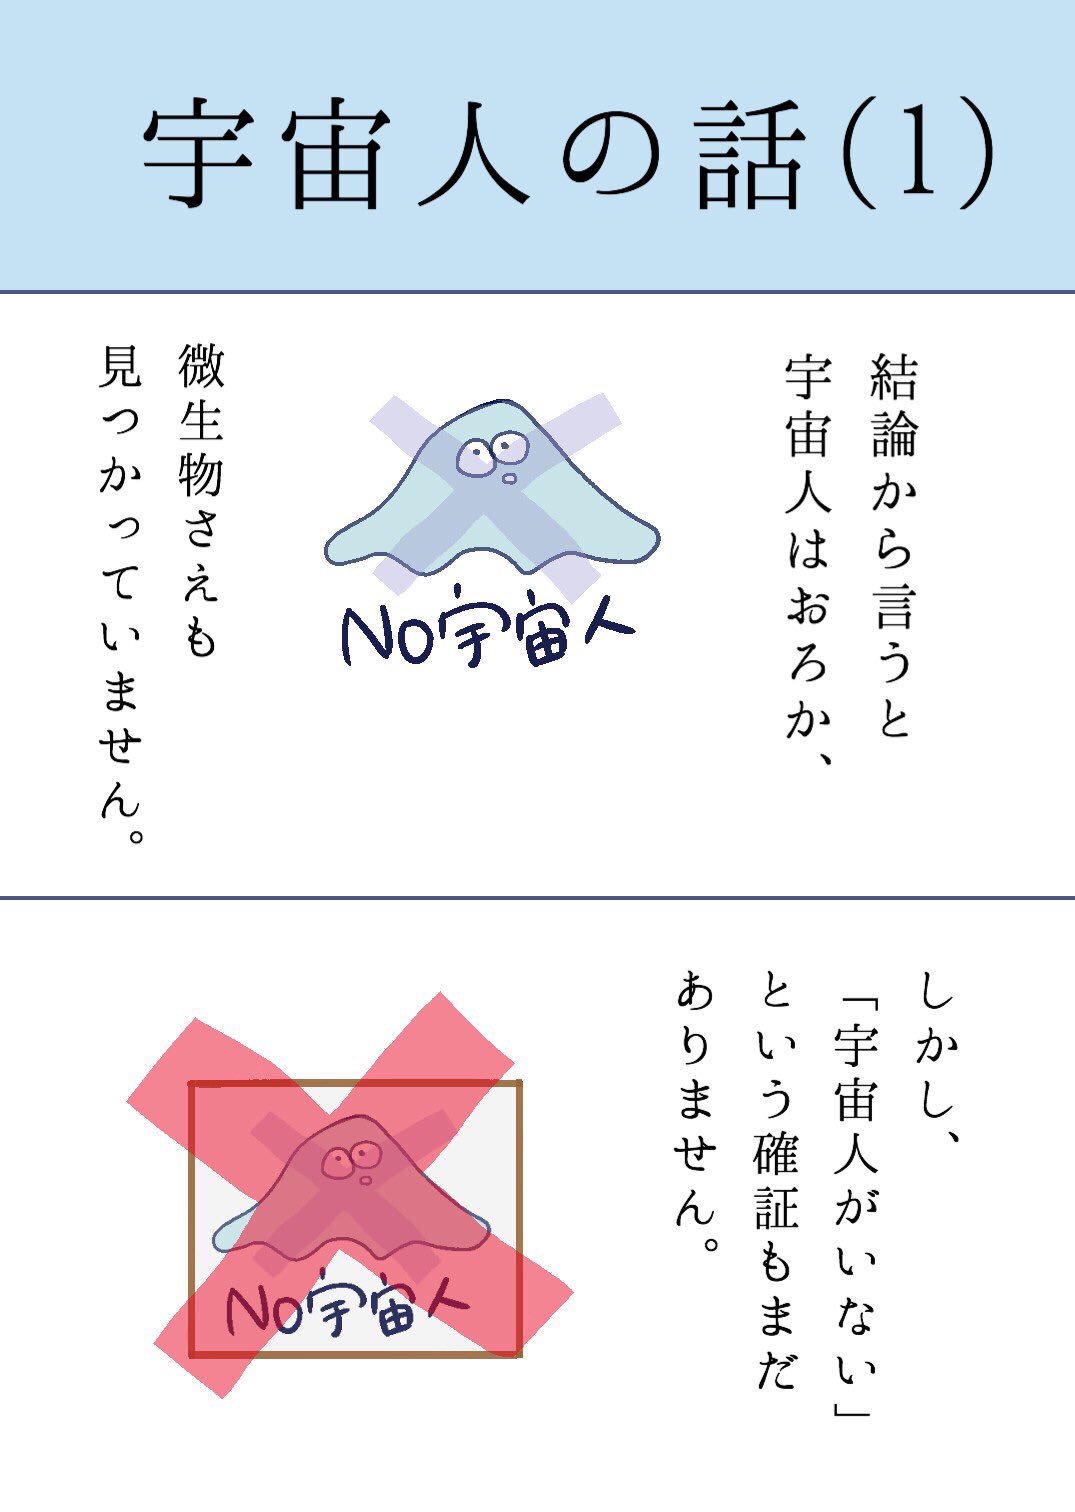 宇宙人の話(1)
結論から言うと
宇宙人はおろか、
NO宇宙人
微生物さえも
見つかっていません。
しかし、
「宇宙人がいない」
という確証もまだ
ありません。
NO宇宙人